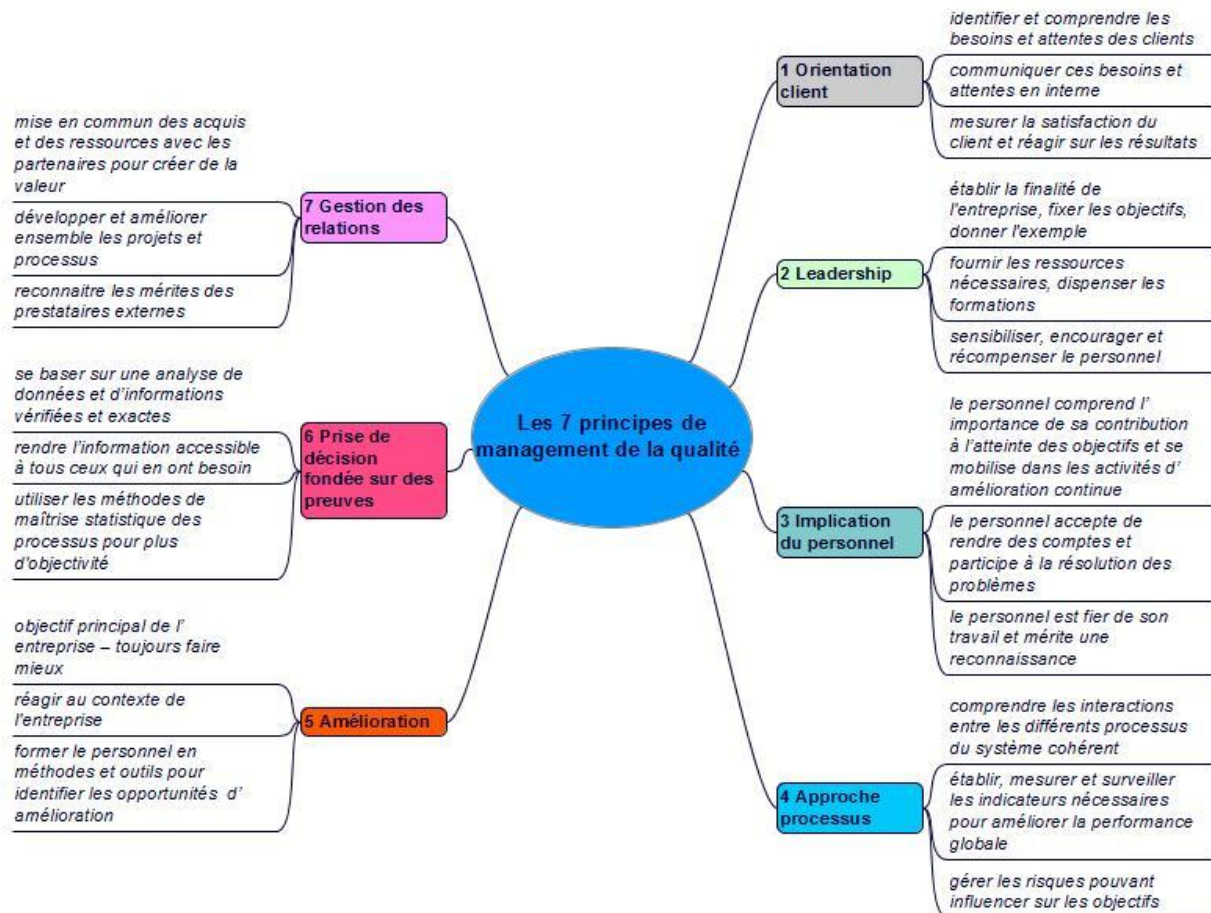 Les 7 principes de
management de la qualité
1 Orientation
client
identifier et comprendre les
besoins et attentes des clients
communiquer ces besoins et
attentes en interne
mesurer la satisfaction du
client et réagir sur les résultats
2 Leadership
établir la finalité de
l'entreprise, fixer les objectifs,
donner l'exemple
fournir les ressources
nécessaires, dispenser les
formations
sensibiliser, encourager et
récompenser le personnel
3 Implication
du personnel
le personnel comprend l’
importance de sa contribution
à l’atteinte des objectifs et se
mobilise dans les activités d’
amélioration continue
le personnel accepte de
rendre des comptes et
participe à la résolution des
problèmes
le personnel est fier de son
travail et mérite une
reconnaissance
4 Approche
processus
comprendre les interactions
entre les différents processus
du système cohérent
établir, mesurer et surveiller
les indicateurs nécessaires
pour améliorer la performance
globale
gérer les risques pouvant
influencer sur les objectifs
5 Amélioration
objectif principal de l’
entreprise – toujours faire
mieux
réagir au contexte de
l’entreprise
former le personnel en
méthodes et outils pour
identifier les opportunités d’
amélioration
6 Prise de
décision
fondée sur des
preuves
se baser sur une analyse de
données et d’informations
vérifiées et exactes
rendre l’information accessible
à tous ceux qui en ont besoin
utiliser les méthodes de
maîtrise statistique des
processus pour plus
d'objectivité
7 Gestion des
relations
mise en commun des acquis
et des ressources avec les
partenaires pour créer de la
valeur
développer et améliorer
ensemble les projets et
processus
reconnaitre les mérites des
prestataires externes